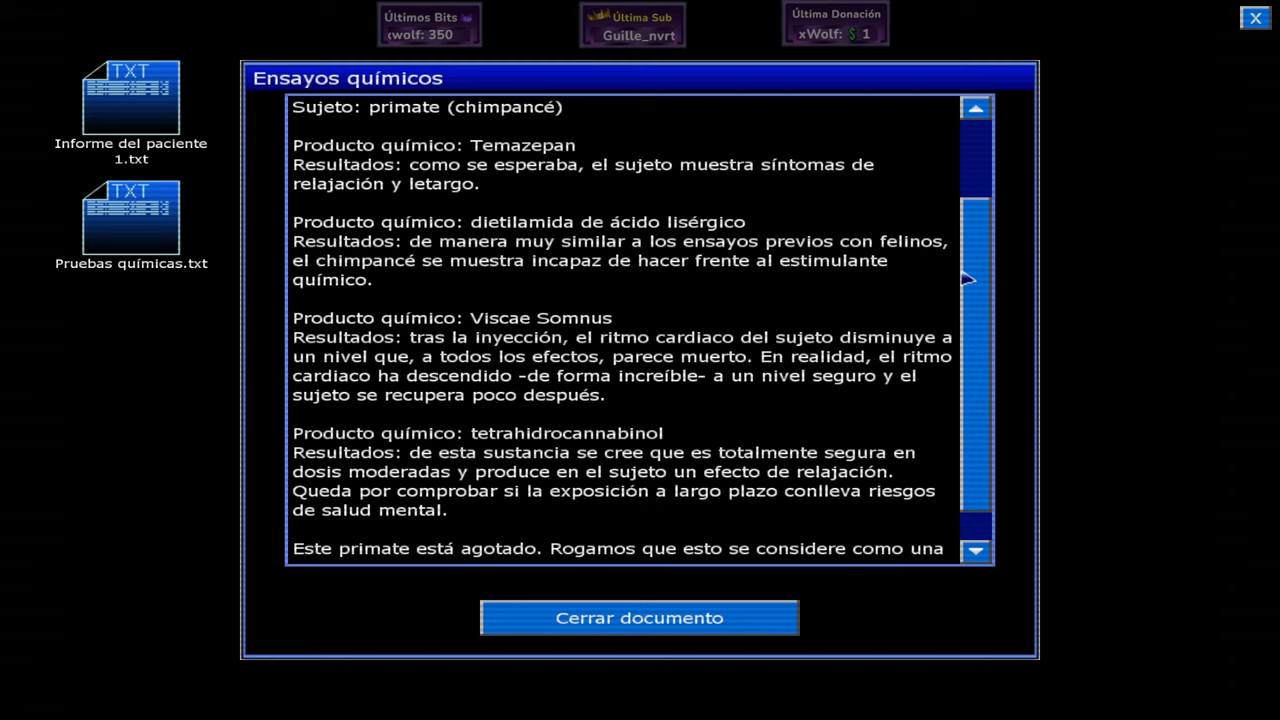 Últimos Bits
xwolf: 350
Última Sub
Guille_nvrt
Última Donación
xWolf: $ 1
X
TXT
Informe del paciente
1.txt
TXT
Pruebas químicas.txt
Ensayos químicos
Sujeto: primate (chimpancé)
Producto químico: Temazepan
Resultados: como se esperaba, el sujeto muestra síntomas de
relajación y letargo.
Producto químico: dietilamida de ácido lisérgico
Resultados: de manera muy similar a los ensayos previos con felinos,
el chimpancé se muestra incapaz de hacer frente al estimulante
químico.
Producto químico: Viscae Somnus
Resultados: tras la inyección, el ritmo cardiaco del sujeto disminuye a
un nivel que, a todos los efectos, parece muerto. En realidad, el ritmo
cardiaco ha descendido -de forma increíble- a un nivel seguro y el
sujeto se recupera poco después.
Producto químico: tetrahidrocannabinol
Resultados: de esta sustancia se cree que es totalmente segura en
dosis moderadas y produce en el sujeto un efecto de relajación.
Queda por comprobar si la exposición a largo plazo conlleva riesgos
de salud mental.
Este primate está agotado. Rogamos que esto se considere como una
Cerrar documento